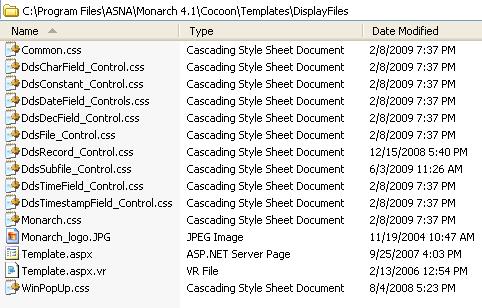 C:\Program Files\ASNA\Monarch 4.1\Cocoon\Templates\DisplayFiles
Name Type Date Modified
Common.css Cascading Style Sheet Document 2/8/2009 7:37 PM
DdsCharField_Control.css Cascading Style Sheet Document 2/8/2009 7:37 PM
DdsConstant_Control.css Cascading Style Sheet Document 2/8/2009 7:37 PM
DdsDateField_Controls.css Cascading Style Sheet Document 2/8/2009 7:37 PM
DdsDecField_Control.css Cascading Style Sheet Document 2/8/2009 7:37 PM
DdsFile_Control.css Cascading Style Sheet Document 2/8/2009 7:37 PM
DdsRecord_Control.css Cascading Style Sheet Document 12/15/2008 5:40 PM
DdsSubfile_Control.css Cascading Style Sheet Document 6/3/2009 11:26 AM
DdsTimeField_Control.css Cascading Style Sheet Document 2/8/2009 7:37 PM
DdsTimestampField_Control.css Cascading Style Sheet Document 2/8/2009 7:37 PM
Monarch.css Cascading Style Sheet Document 2/8/2009 7:37 PM
Monarch_logo.JPG JPEG Image 11/19/2004 10:47 AM
Template.aspx ASP.NET Server Page 9/25/2007 4:03 PM
Template.aspx.vr VR File 2/13/2006 12:54 PM
WinPopUp.css Cascading Style Sheet Document 8/4/2008 5:23 PM